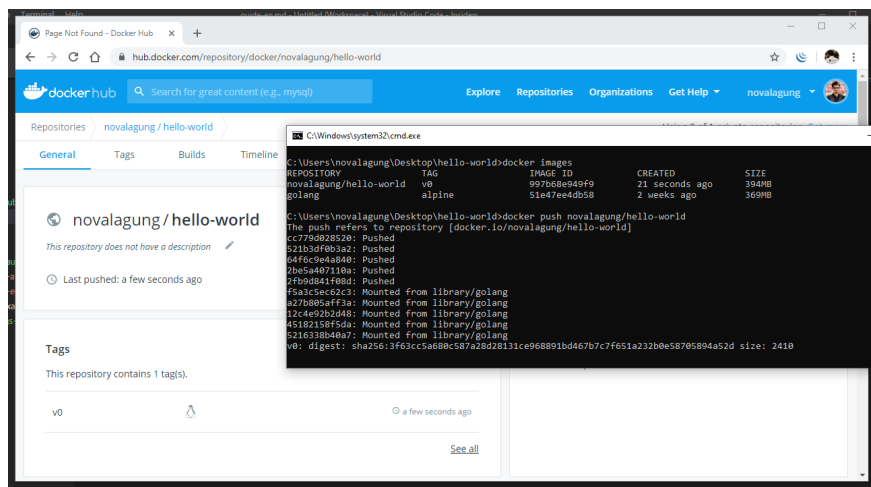 Terminal Help
guide-en.md - Untitled (Workspace) - Visual Studio Code - Insiders
Page Not Found - Docker Hub
hub.docker.com/repository/docker/novalagung/hello-world
dockerhub
Search for great content (e.g., mysql)
Explore Repositories Organizations Get Help novalagung
Repositories novalagung / hello-world
General Tags Builds Timeline
novalagung / hello-world
This repository does not have a description
Last pushed: a few seconds ago
Tags
This repository contains 1 tag(s).
v0 a few seconds ago
See all
C:\Windows\system32\cmd.exe
C:\Users\novalagung\Desktop\hello-world>docker images
REPOSITORY TAG IMAGE ID CREATED SIZE
novalagung/hello-world v0 997b68e949f9 21 seconds ago 394MB
golang alpine 51e47ee4db58 2 weeks ago 369MB
C:\Users\novalagung\Desktop\hello-world>docker push novalagung/hello-world
The push refers to repository [docker.io/novalagung/hello-world]
cc779d028520: Pushed
521b3df0b3a2: Pushed
64f6c9e4a840: Pushed
2be5a407110a: Pushed
2fb9d841f08d: Pushed
f5a3c5ec62c3: Mounted from library/golang
a27b805aff3a: Mounted from library/golang
12c4e92b2d48: Mounted from library/golang
45182158f5da: Mounted from library/golang
5216338b40a7: Mounted from library/golang
v0: digest: sha256:3f63cc5a680c587a28d28131ce968891bd467b7c7f651a232b0e58705894a52d size: 2410